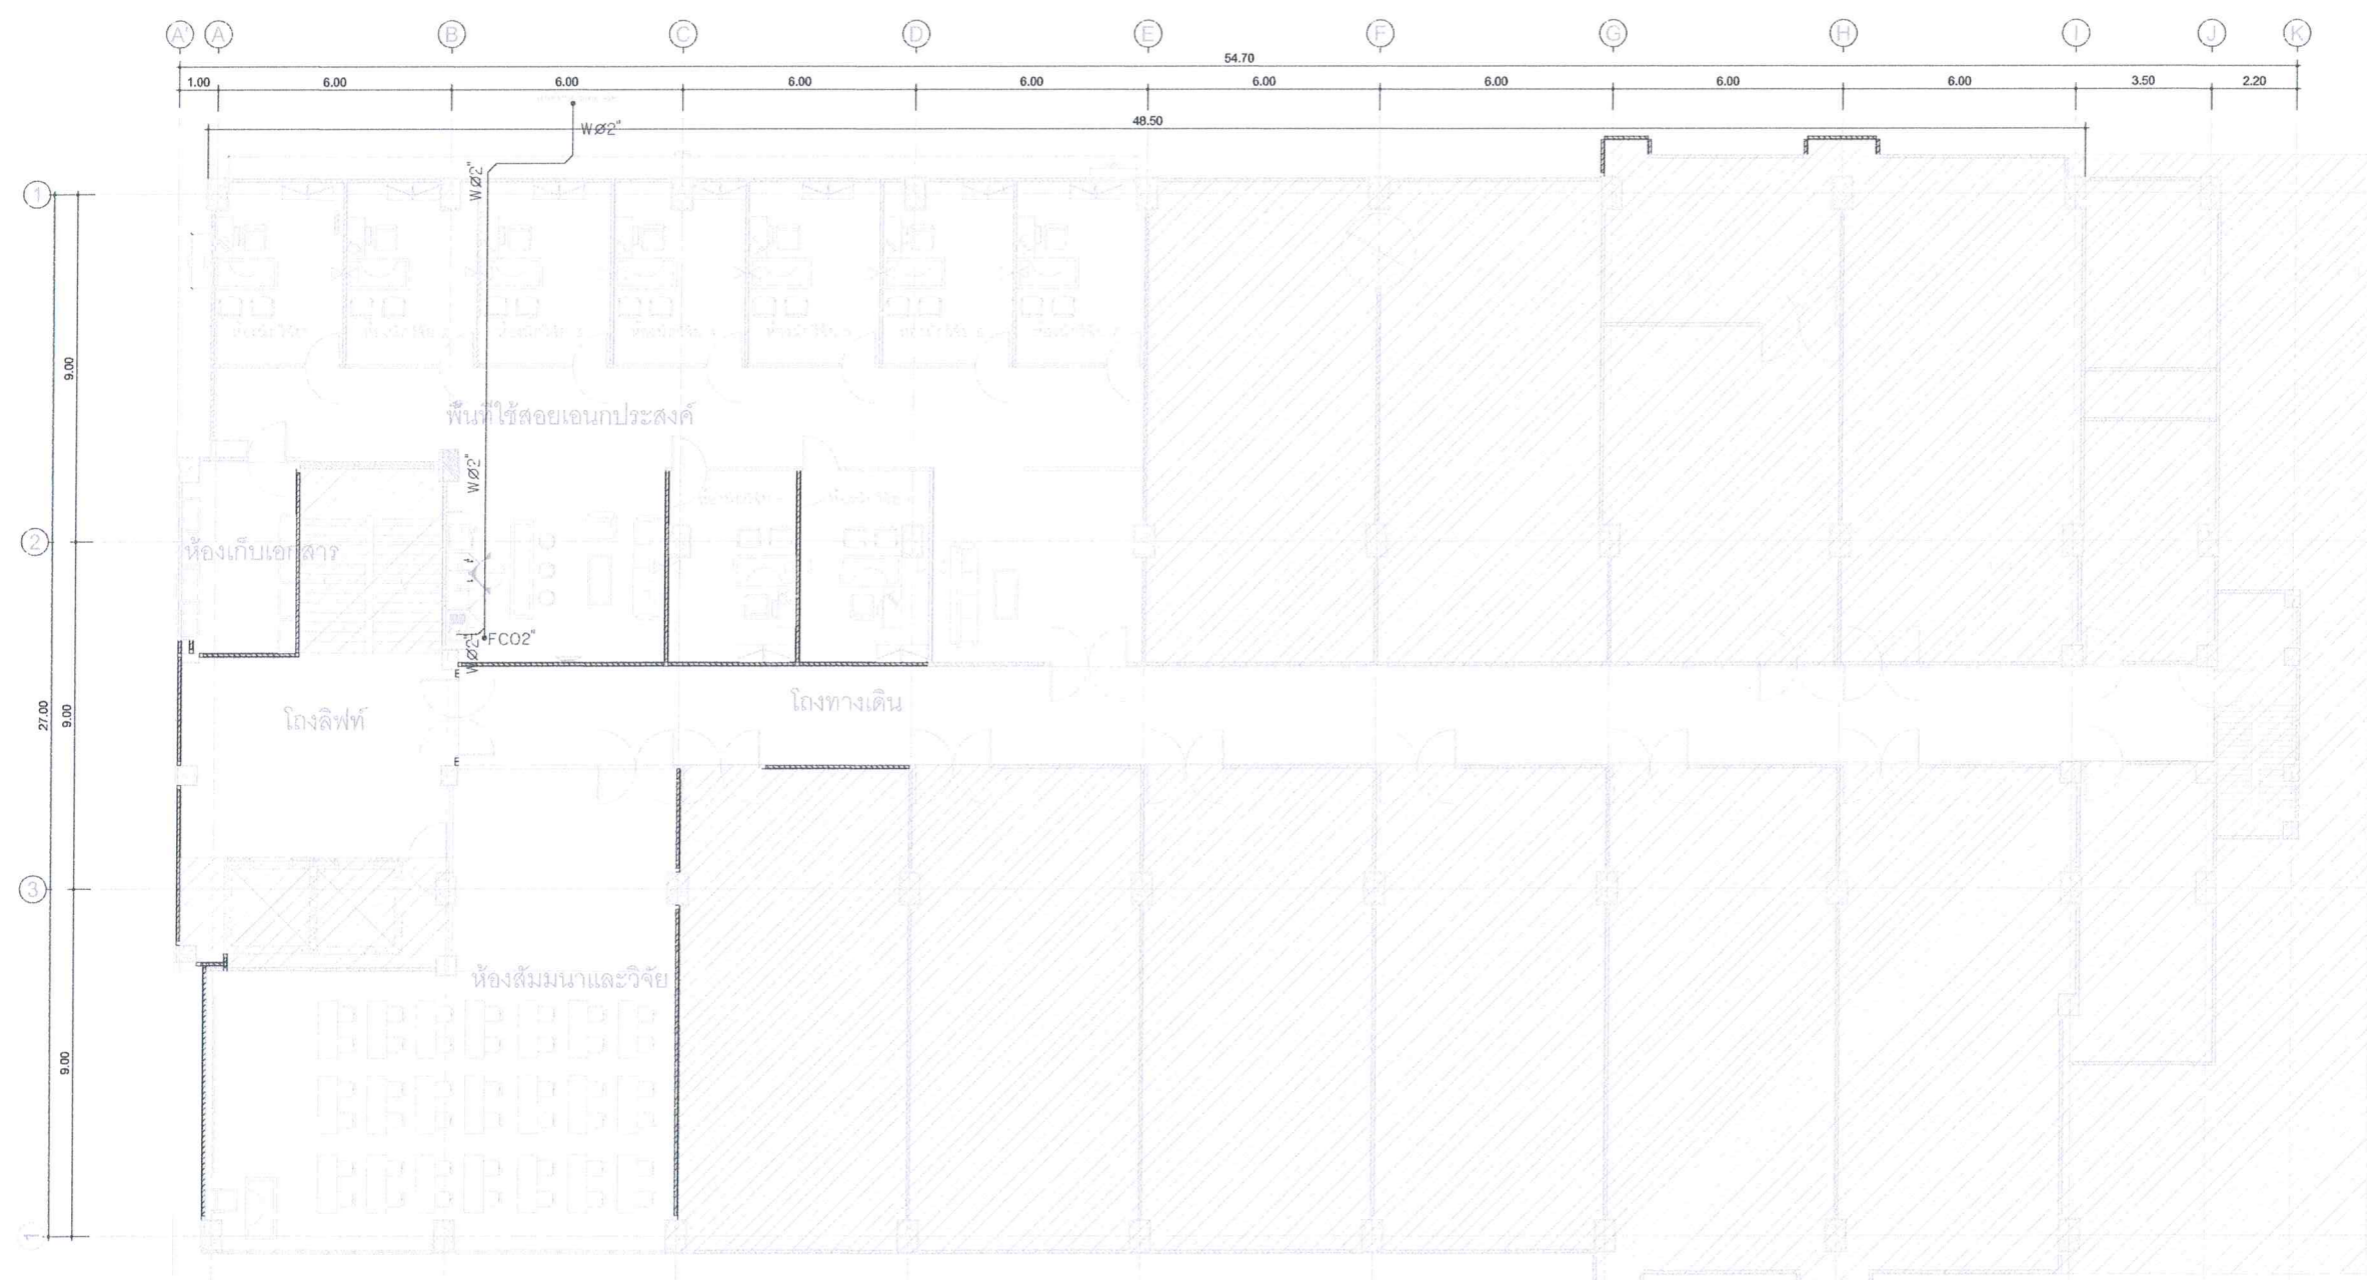 A' A B C D E F G H I J K
54.70
1.00 6.00 6.00 6.00 6.00 6.00 6.00 6.00 6.00 3.50 2.20
48.50
WØ2"
WØ2"
1
9.00
พื้นที่ใช้สอยเอนกประสงค์
WØ2"
2
ห้องเก็บเอกสาร
FCO2"
WØ2"
27.00
9.00
โถงลิฟท์
โถงทางเดิน
3
ห้องสัมมนาและวิจัย
9.00